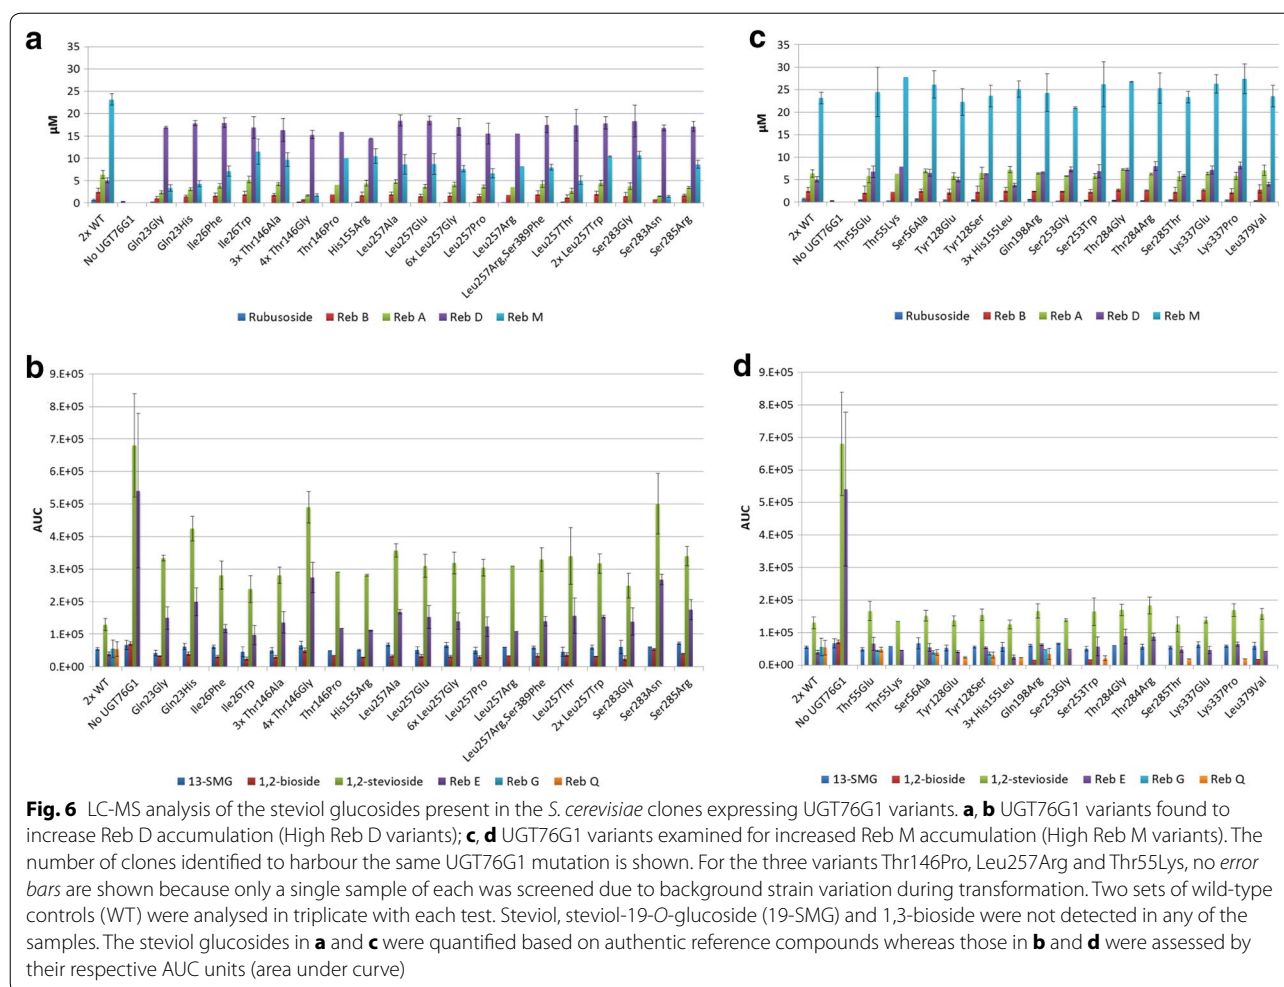 a
35
30
25
20
15
10
5
0
µM
2x WT
No UGT76G1
Gln23Gly
Gln23His
Ile26Phe
Ile26Trp
3x Thr146Ala
4x Thr146Gly
Thr146Pro
His155Arg
Leu257Ala
Leu257Glu
6x Leu257Gly
Leu257Pro
Leu257Arg
Leu257Arg,Ser389Phe
Leu257Thr
2x Leu257Trp
Ser283Gly
Ser283Asn
Ser285Arg
Rubusoside Reb B Reb A Reb D Reb M
c
35
30
25
20
15
10
5
0
µM
2x WT
No UGT76G1
Thr55Glu
Thr55Lys
Ser56Ala
Tyr128Glu
Tyr128Ser
3x His155Leu
Gln198Arg
Ser253Gly
Ser253Trp
Thr284Gly
Thr284Arg
Ser285Thr
Lys337Glu
Lys337Pro
Leu379Val
Rubusoside Reb B Reb A Reb D Reb M
b
9.E+05
8.E+05
7.E+05
6.E+05
5.E+05
4.E+05
3.E+05
2.E+05
1.E+05
0.E+00
AUC
2x WT
No UGT76G1
Gln23Gly
Gln23His
Ile26Phe
Ile26Trp
3x Thr146Ala
4x Thr146Gly
Thr146Pro
His155Arg
Leu257Ala
Leu257Glu
6x Leu257Gly
Leu257Pro
Leu257Arg
Leu257Arg,Ser389Phe
Leu257Thr
2x Leu257Trp
Ser283Gly
Ser283Asn
Ser285Arg
13-SMG 1,2-bioside 1,2-stevioside Reb E Reb G Reb Q
d
9.E+05
8.E+05
7.E+05
6.E+05
5.E+05
4.E+05
3.E+05
2.E+05
1.E+05
0.E+00
AUC
2x WT
No UGT76G1
Thr55Glu
Thr55Lys
Ser56Ala
Tyr128Glu
Tyr128Ser
3x His155Leu
Gln198Arg
Ser253Gly
Ser253Trp
Thr284Gly
Thr284Arg
Ser285Thr
Lys337Glu
Lys337Pro
Leu379Val
13-SMG 1,2-bioside 1,2-stevioside Reb E Reb G Reb Q
Fig. 6 LC-MS analysis of the steviol glucosides present in the S. cerevisiae clones expressing UGT76G1 variants. a, b UGT76G1 variants found to
increase Reb D accumulation (High Reb D variants); c, d UGT76G1 variants examined for increased Reb M accumulation (High Reb M variants). The
number of clones identified to harbour the same UGT76G1 mutation is shown. For the three variants Thr146Pro, Leu257Arg and Thr55Lys, no error
bars are shown because only a single sample of each was screened due to background strain variation during transformation. Two sets of wild-type
controls (WT) were analysed in triplicate with each test. Steviol, steviol-19-O-glucoside (19-SMG) and 1,3-bioside were not detected in any of the
samples. The steviol glucosides in a and c were quantified based on authentic reference compounds whereas those in b and d were assessed by
their respective AUC units (area under curve)